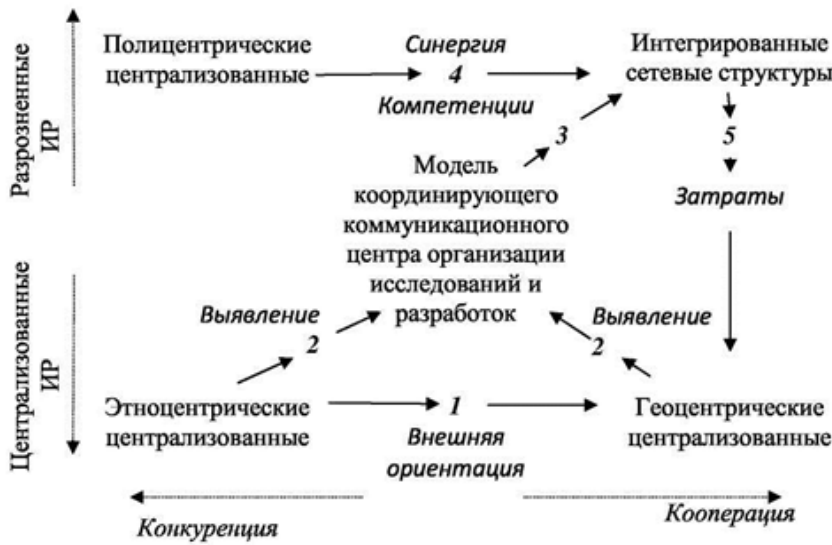 Разрозненные
ИР
Полицентрические
централизованные
Синергия
4
Компетенции
Интегрированные
сетевые структуры
3
5
Затраты
Модель
координирующего
коммуникационного
центра организации
исследований и
разработок
Централизованные
ИР
Выявление
2
Выявление
2
Этноцентрические
централизованные
1
Внешняя
ориентация
Геоцентрические
централизованные
Конкуренция
Кооперация